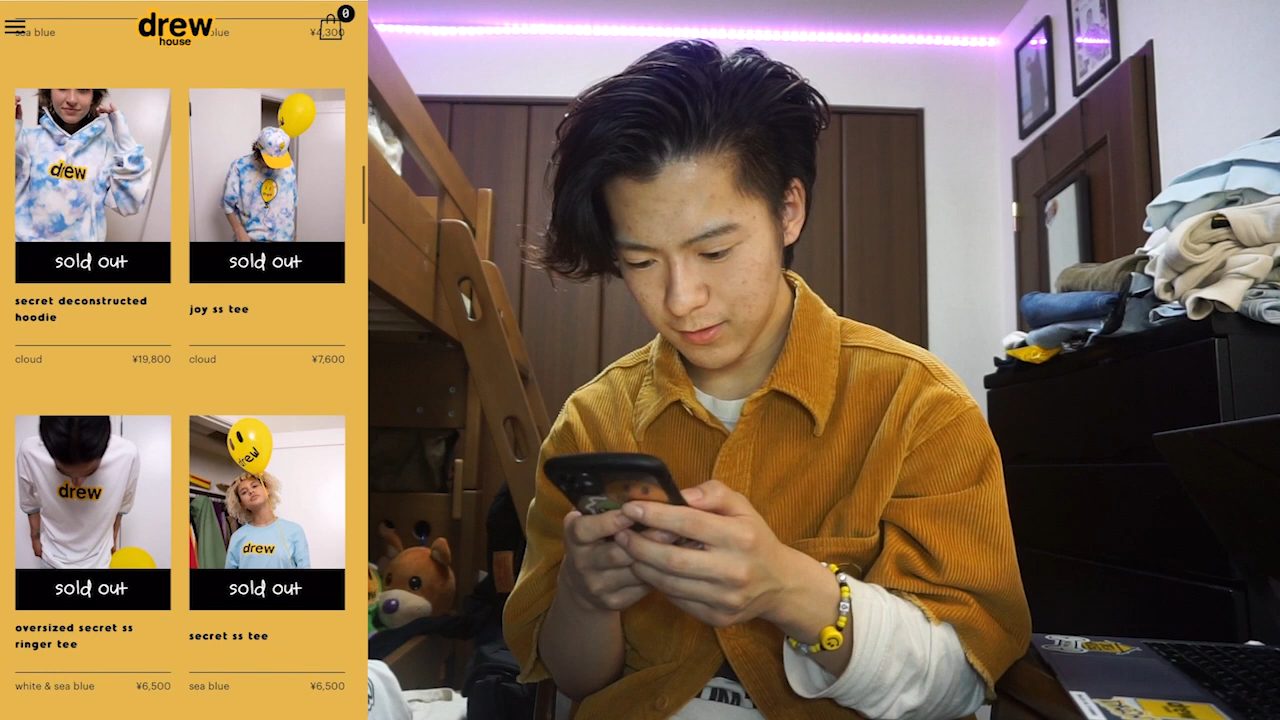 drew
house
0
sea blue
blue
¥4,300
drew
sold out
sold out
secret deconstructed
hoodie
joy ss tee
cloud ¥19,800
cloud ¥7,600
drew
drew
drew
sold out
sold out
oversized secret ss
ringer tee
secret ss tee
white & sea blue ¥6,500
sea blue ¥6,500